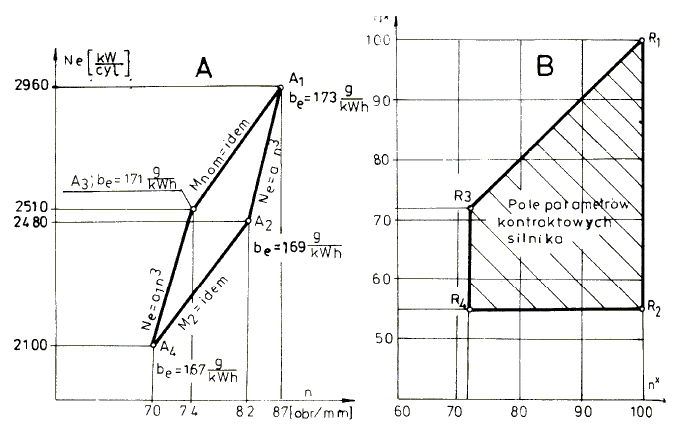 Ne [kW/cyl]
A
2960
A1
be = 173 g/kWh
Mnom = idem
Ne = a n³
A3; be = 171 g/kWh
2510
2480
A2
be = 169 g/kWh
Ne = a1n³
M2 = idem
2100
A4
be = 167 g/kWh
n
70 74 82 87 [obr/min]
B
100
R1
90
80
R3
70
Pole parametrów
kontraktowych
silnika
60
R4
R2
50
nx
60 70 80 90 100